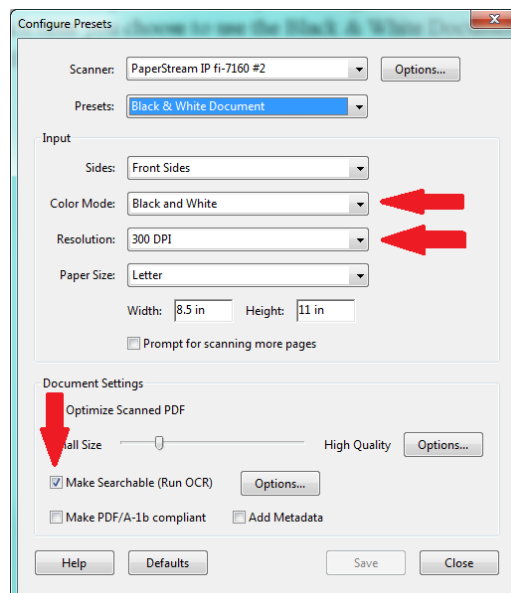 Configure Presets
Scanner: PaperStream IP fi-7160 #2 Options...
Presets: Black & White Document
Input
Sides: Front Sides
Color Mode: Black and White
Resolution: 300 DPI
Paper Size: Letter
Width: 8.5 in Height: 11 in
Prompt for scanning more pages
Document Settings
Optimize Scanned PDF
all Size High Quality Options...
Make Searchable (Run OCR) Options...
Make PDF/A-1b compliant Add Metadata
Help Defaults Save Close